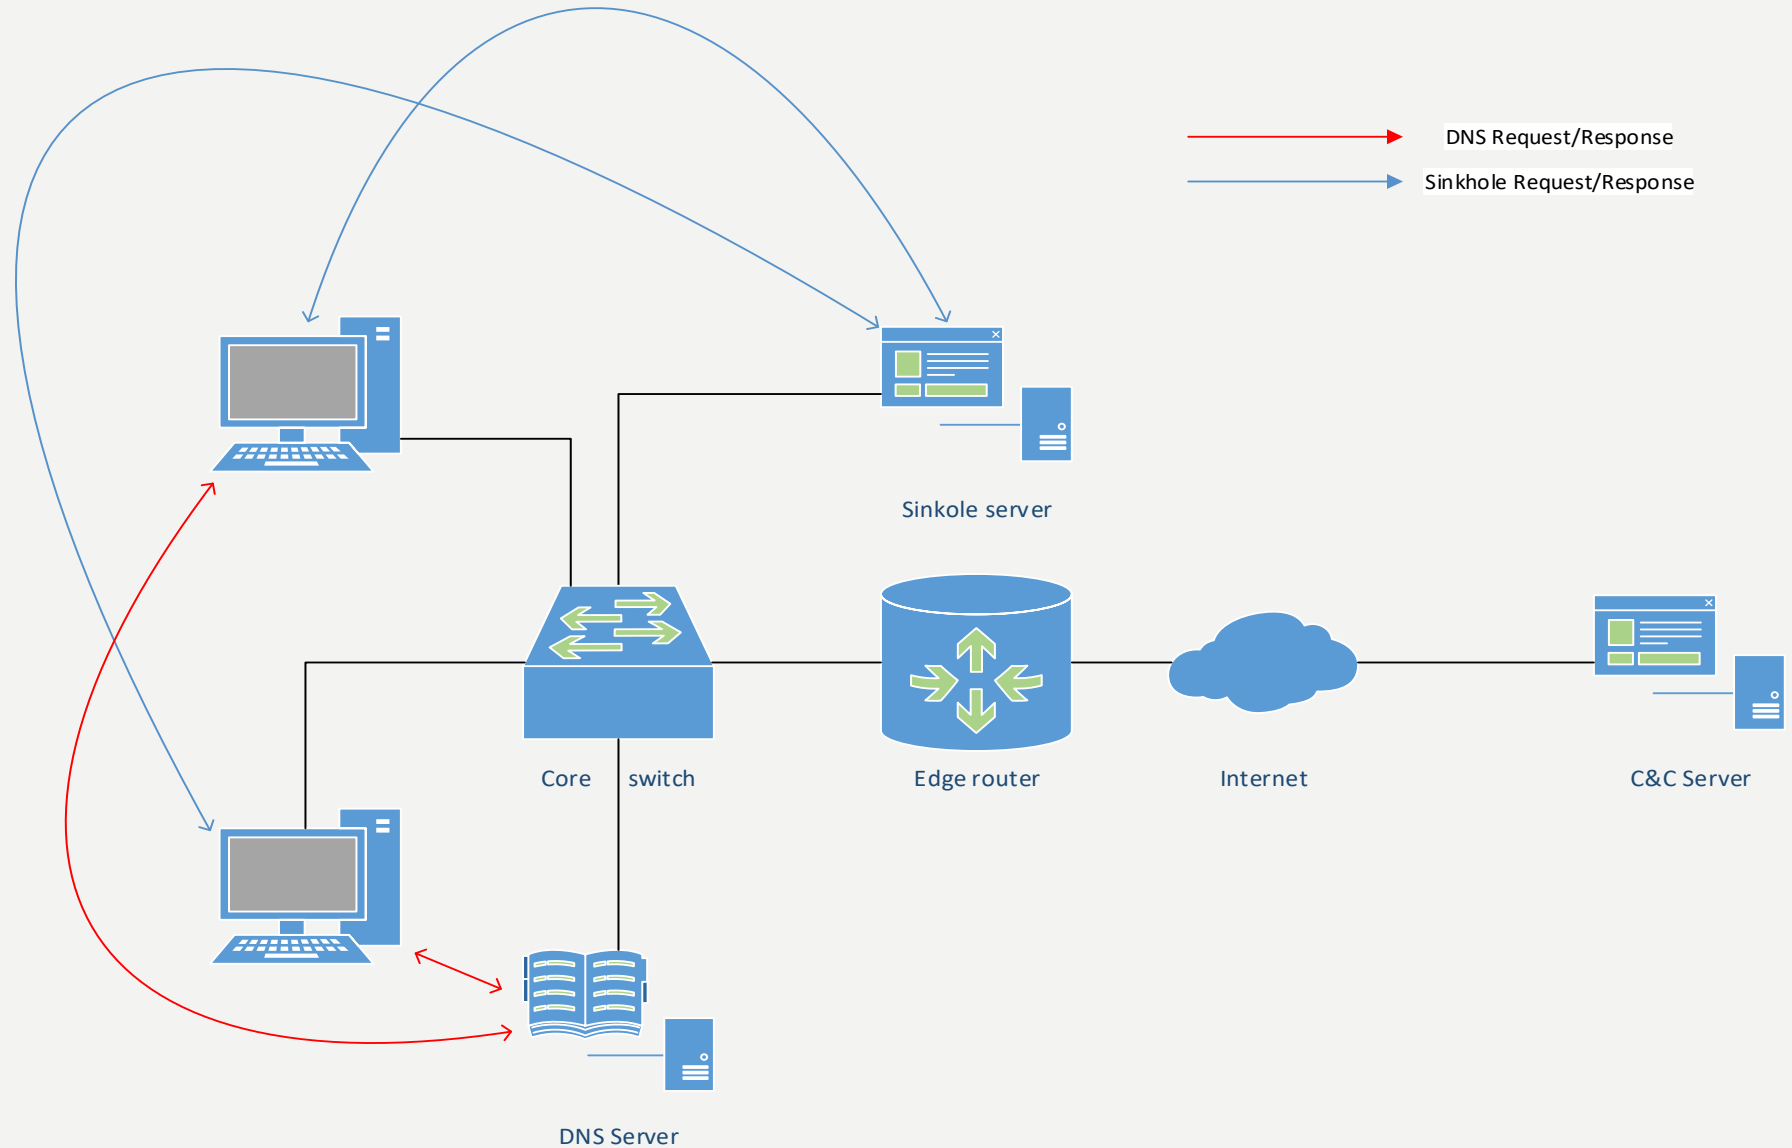 DNS Request/Response
Sinkhole Request/Response
Sinkole server
Core switch
Edge router
Internet
C&C Server
DNS Server